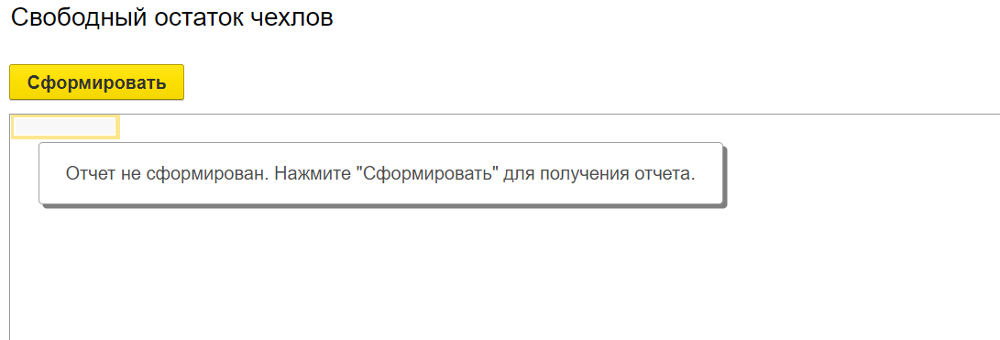 Свободный остаток чехлов
Сформировать
Отчет не сформирован. Нажмите "Сформировать" для получения отчета.